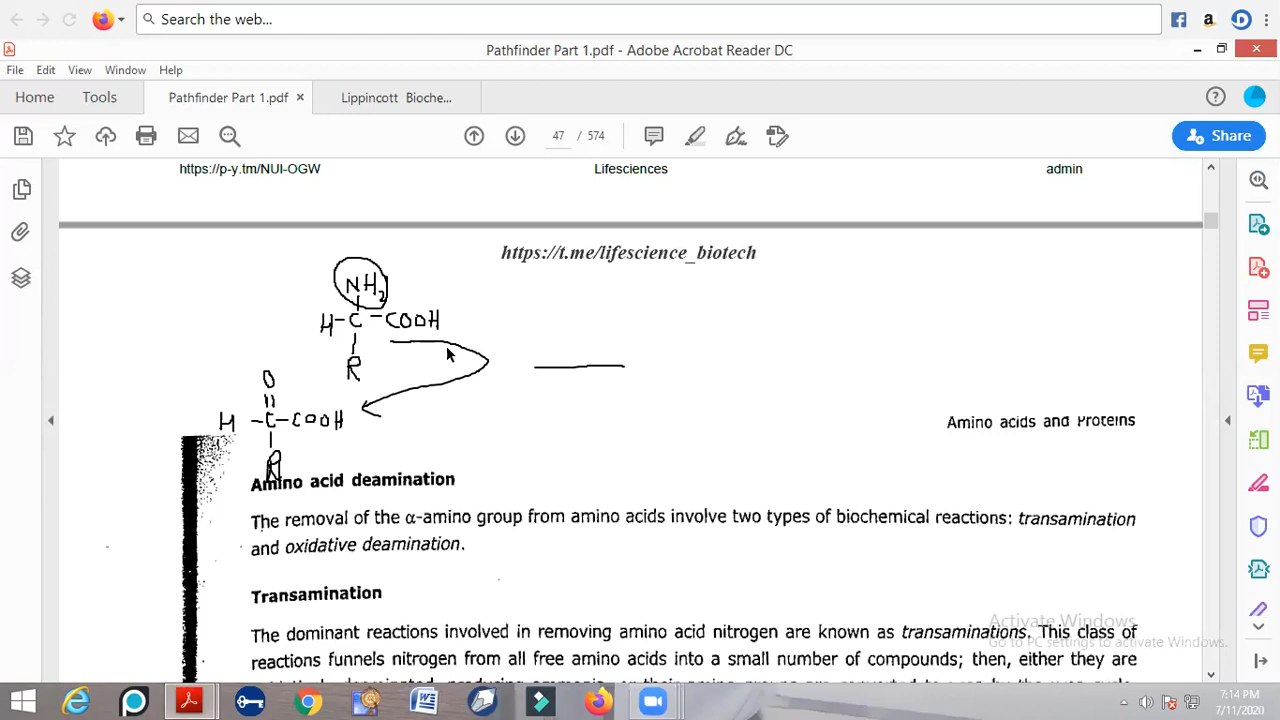 Search the web...
Pathfinder Part 1.pdf - Adobe Acrobat Reader DC
File Edit View Window Help
Home Tools Pathfinder Part 1.pdf × Lippincott Bioche...
47 / 574
Share
https://p-y.tm/NUI-OGW Lifesciences admin
https://t.me/lifescience_biotech
NH2
H-C-COOH
R
O
H -C-COOH
R
Amino acids and Proteins
Amino acid deamination
The removal of the α-amino group from amino acids involve two types of biochemical reactions: transamination
and oxidative deamination.
Transamination
The dominant reactions involved in removing amino acid nitrogen are known as transaminations. This class of
reactions funnels nitrogen from all free amino acids into a small number of compounds; then, either they are
Activate Windows
Go to PC settings to activate Windows.
7:14 PM
7/11/2020